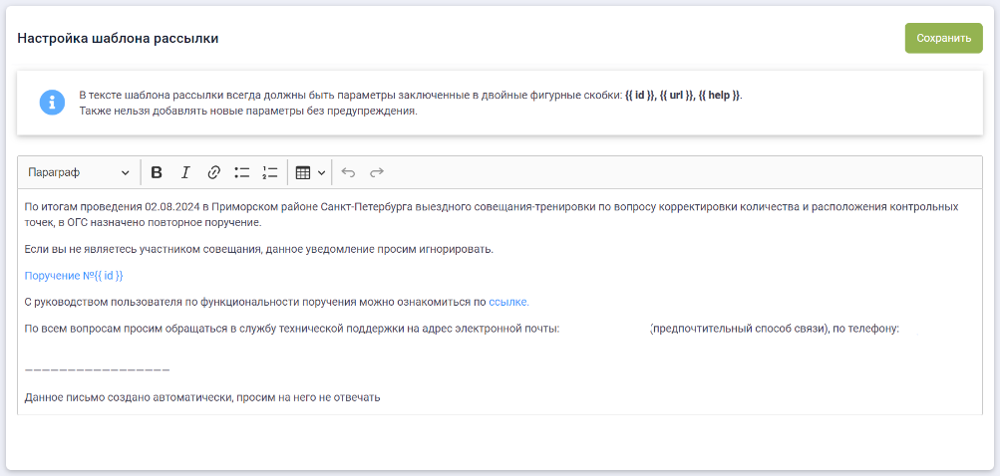 Настройка шаблона рассылки
Сохранить
В тексте шаблона рассылки всегда должны быть параметры заключенные в двойные фигурные скобки: {{ id }}, {{ url }}, {{ help }}.
Также нельзя добавлять новые параметры без предупреждения.
Параграф
По итогам проведения 02.08.2024 в Приморском районе Санкт-Петербурга выездного совещания-тренировки по вопросу корректировки количества и расположения контрольных
точек, в ОГС назначено повторное поручение.
Если вы не являетесь участником совещания, данное уведомление просим игнорировать.
Поручение №{{ id }}
С руководством пользователя по функциональности поручения можно ознакомиться по ссылке.
По всем вопросам просим обращаться в службу технической поддержки на адрес электронной почты: (предпочтительный способ связи), по телефону:
_________________
Данное письмо создано автоматически, просим на него не отвечать